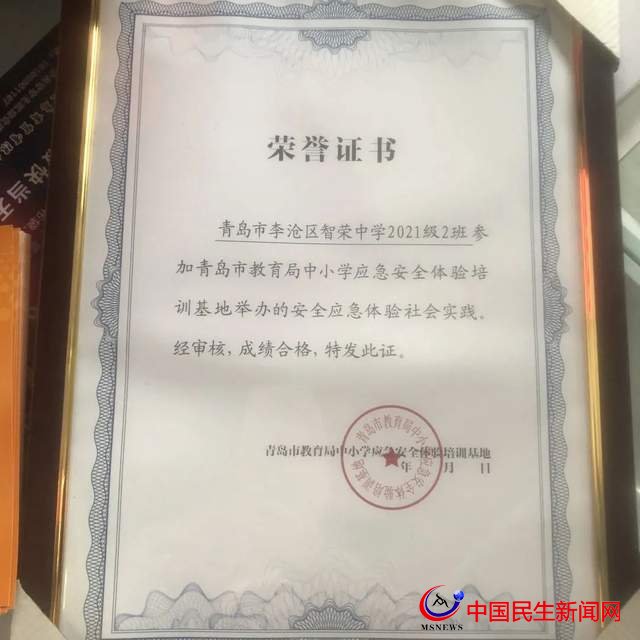 荣誉证书
青岛市李沧区智荣中学2021级2班参
加青岛市教育局中小学应急安全体验培
训基地举办的安全应急体验社会实践。
经审核,成绩合格,特发此证。
青岛市教育局中小学应急安全体验培训基地
年 月 日
中国民生新闻网
MSNEWS